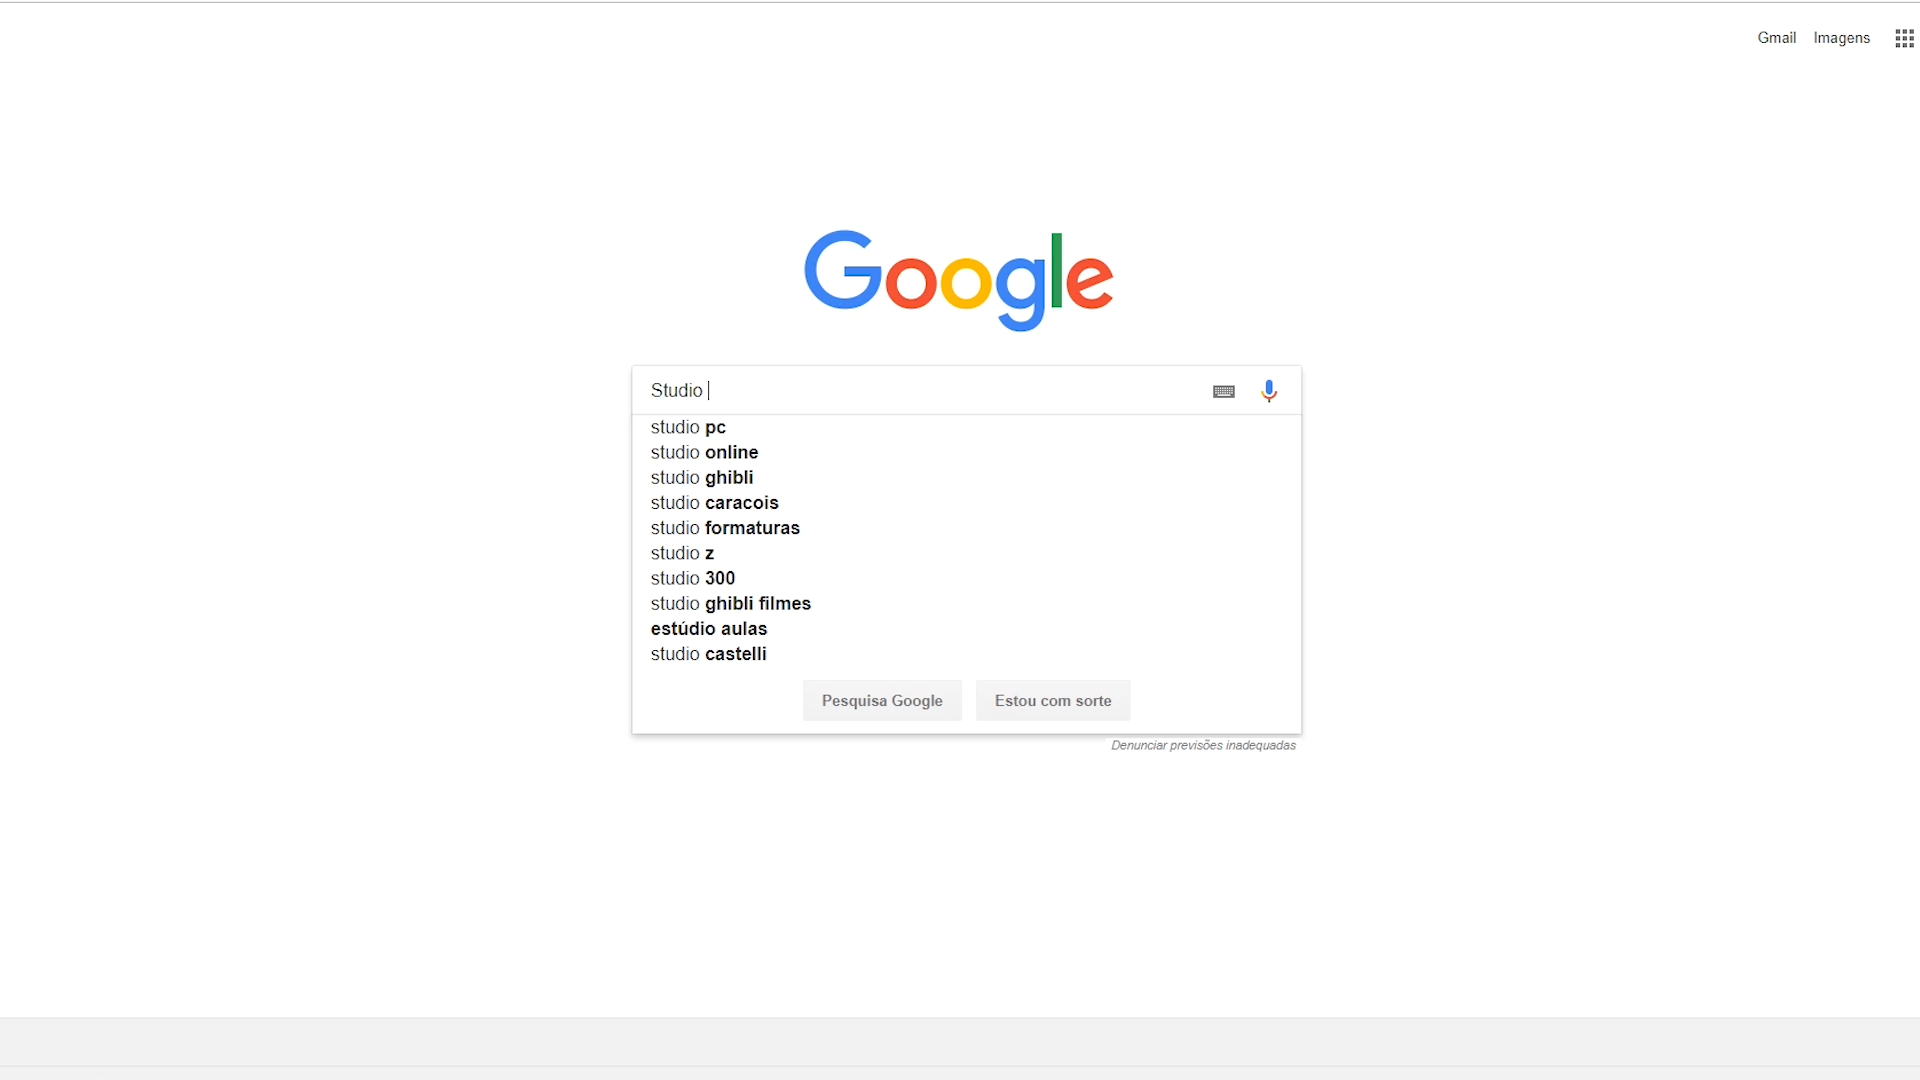 Gmail Imagens
Google
Studio
studio pc
studio online
studio ghibli
studio caracois
studio formaturas
studio z
studio 300
studio ghibli filmes
estúdio aulas
studio castelli
Pesquisa Google Estou com sorte
Denunciar previsões inadequadas